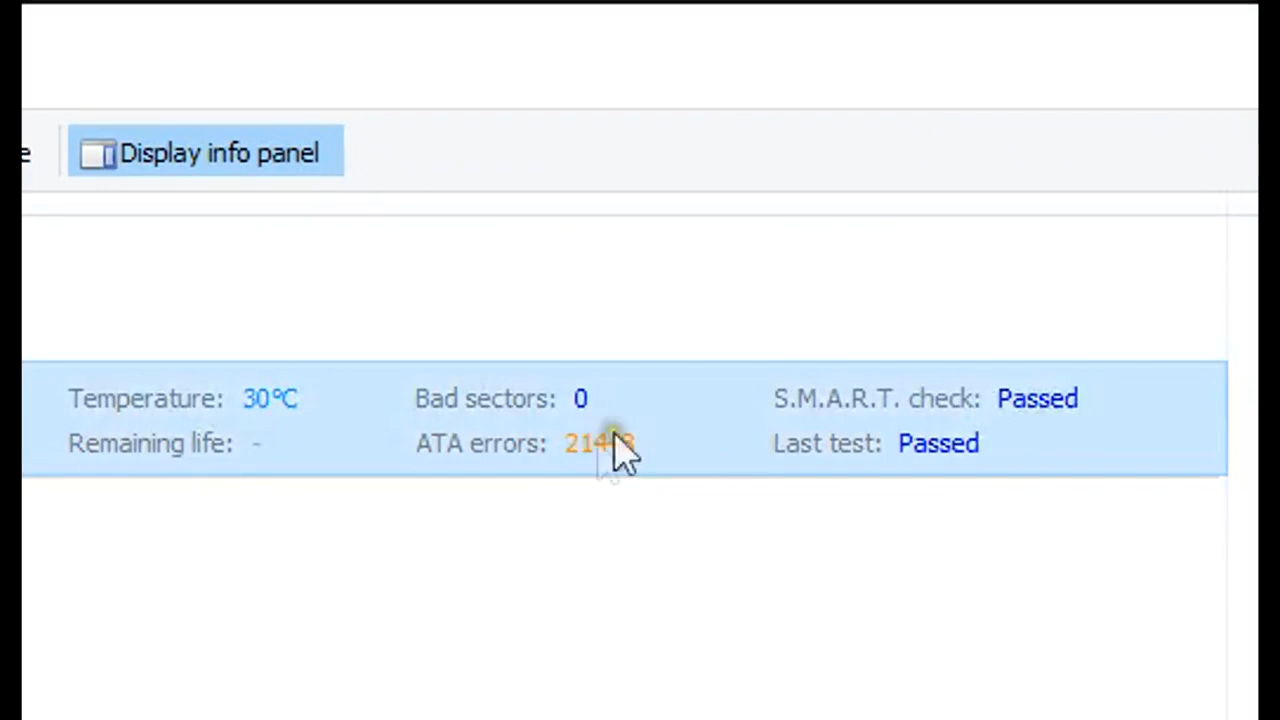 e Display info panel
Temperature: 30°C Bad sectors: 0 S.M.A.R.T. check: Passed
Remaining life: - ATA errors: Last test: Passed